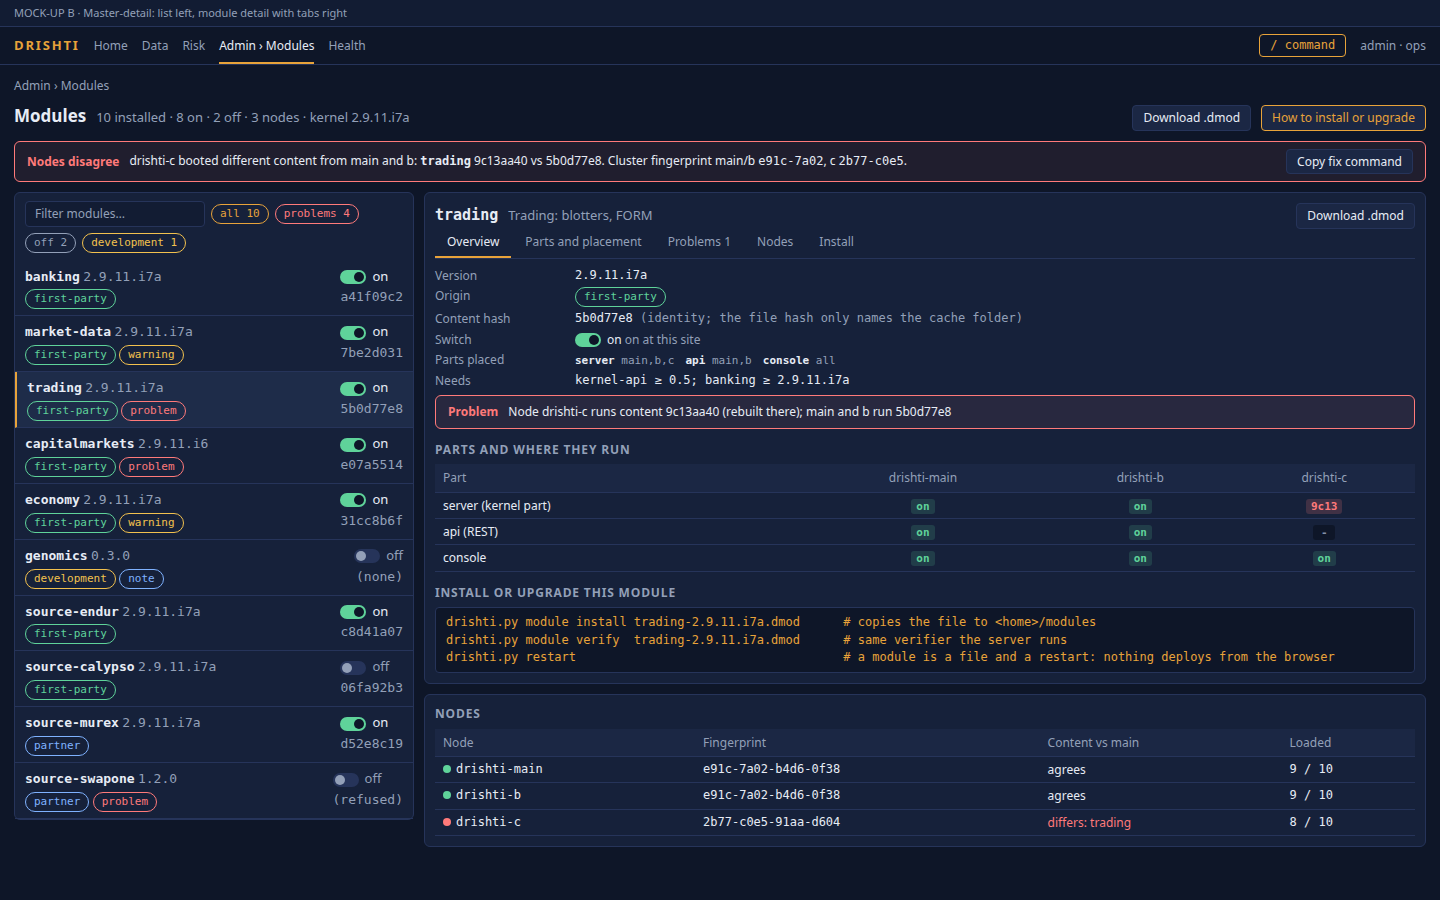 MOCK-UP B · Master-detail: list left, module detail with tabs right
DRISHTI Home Data Risk Admin › Modules Health / command admin · ops
Admin › Modules
Modules 10 installed · 8 on · 2 off · 3 nodes · kernel 2.9.11.i7a Download .dmod How to install or upgrade
Nodes disagree drishti-c booted different content from main and b: trading 9c13aa40 vs 5b0d77e8. Cluster fingerprint main/b e91c-7a02, c 2b77-c0e5. Copy fix command
Filter modules... all 10 problems 4
off 2 development 1
banking 2.9.11.i7a on
first-party a41f09c2
market-data 2.9.11.i7a on
first-party warning 7be2d031
trading 2.9.11.i7a on
first-party problem 5b0d77e8
capitalmarkets 2.9.11.i6 on
first-party problem e07a5514
economy 2.9.11.i7a on
first-party warning 31cc8b6f
genomics 0.3.0 off
development note (none)
source-endur 2.9.11.i7a on
first-party c8d41a07
source-calypso 2.9.11.i7a off
first-party 06fa92b3
source-murex 2.9.11.i7a on
partner d52e8c19
source-swapone 1.2.0 off
partner problem (refused)
trading Trading: blotters, FORM Download .dmod
Overview Parts and placement Problems 1 Nodes Install
Version 2.9.11.i7a
Origin first-party
Content hash 5b0d77e8 (identity; the file hash only names the cache folder)
Switch on on at this site
Parts placed server main,b,c api main,b console all
Needs kernel-api ≥ 0.5; banking ≥ 2.9.11.i7a
Problem Node drishti-c runs content 9c13aa40 (rebuilt there); main and b run 5b0d77e8
PARTS AND WHERE THEY RUN
Part drishti-main drishti-b drishti-c
server (kernel part) on on 9c13
api (REST) on on -
console on on on
INSTALL OR UPGRADE THIS MODULE
drishti.py module install trading-2.9.11.i7a.dmod # copies the file to <home>/modules
drishti.py module verify trading-2.9.11.i7a.dmod # same verifier the server runs
drishti.py restart # a module is a file and a restart: nothing deploys from the browser
NODES
Node Fingerprint Content vs main Loaded
drishti-main e91c-7a02-b4d6-0f38 agrees 9 / 10
drishti-b e91c-7a02-b4d6-0f38 agrees 9 / 10
drishti-c 2b77-c0e5-91aa-d604 differs: trading 8 / 10